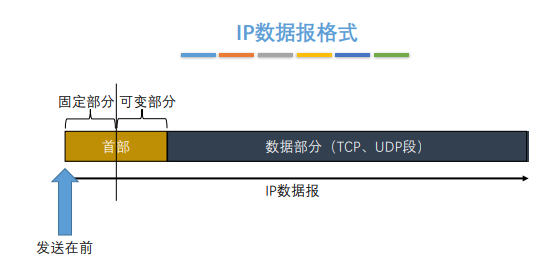 IP数据报格式
固定部分 可变部分
首部 数据部分（TCP、UDP段）
IP数据报
发送在前